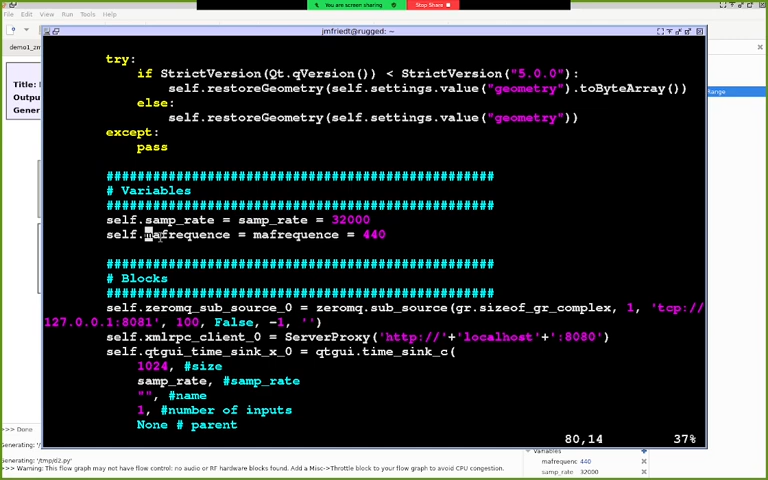 You are screen sharing
Stop Share
File Edit View Run Tools Help
jmfriedt@rugged: ~
Title:
Outpu
Gener
Range
try:
if StrictVersion(Qt.qVersion()) < StrictVersion("5.0.0"):
self.restoreGeometry(self.settings.value("geometry").toByteArray())
else:
self.restoreGeometry(self.settings.value("geometry"))
except:
pass
##################################################
# Variables
##################################################
self.samp_rate = samp_rate = 32000
self.mafrequence = mafrequence = 440
##################################################
# Blocks
##################################################
self.zeromq_sub_source_0 = zeromq.sub_source(gr.sizeof_gr_complex, 1, 'tcp://
127.0.0.1:8081', 100, False, -1, '')
self.xmlrpc_client_0 = ServerProxy('http://'+'localhost'+':8080')
self.qtgui_time_sink_x_0 = qtgui.time_sink_c(
1024, #size
samp_rate, #samp_rate
"", #name
1, #number of inputs
None # parent
80,14 37%
>>> Done
Generating: '/
Generating: '/tmp/d2.py'
>>> Warning: This flow graph may not have flow control: no audio or RF hardware blocks found. Add a Misc->Throttle block to your flow graph to avoid CPU congestion.
Variables
mafrequenc 440
samp_rate 32000